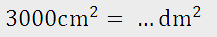 3000cm² = ...dm²